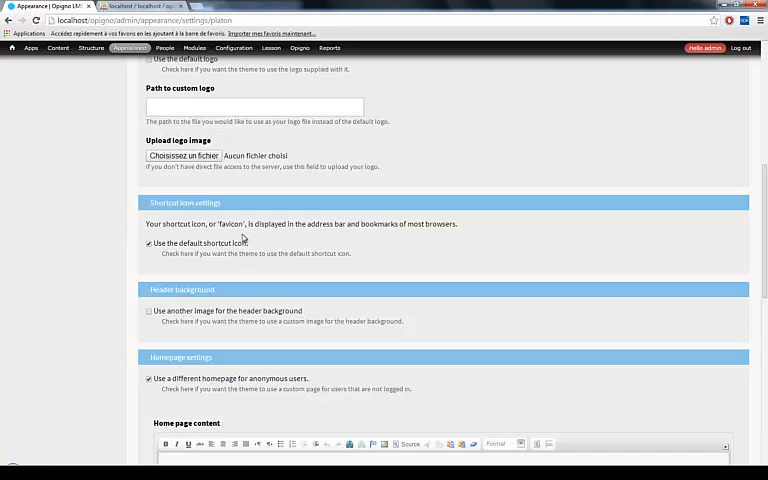 Appearance | Opigno LM
localhost / localhost / opi
localhost/opigno/admin/appearance/settings/platon
Applications Accédez rapidement à vos favoris en les ajoutant à la barre de favoris. Importer mes favoris maintenant...
Apps Content Structure Appearance People Modules Configuration Lesson Opigno Reports Hello admin Log out
Use the default logo
Check here if you want the theme to use the logo supplied with it.
Path to custom logo
The path to the file you would like to use as your logo file instead of the default logo.
Upload logo image
Choisissez un fichier Aucun fichier choisi
If you don't have direct file access to the server, use this field to upload your logo.
Shortcut icon settings
Your shortcut icon, or 'favicon', is displayed in the address bar and bookmarks of most browsers.
Use the default shortcut icon.
Check here if you want the theme to use the default shortcut icon.
Header background
Use another image for the header background
Check here if you want the theme to use a custom image for the header background.
Homepage settings
Use a different homepage for anonymous users.
Check here if you want the theme to use a custom page for users that are not logged in.
Home page content
B I U abc Source Format